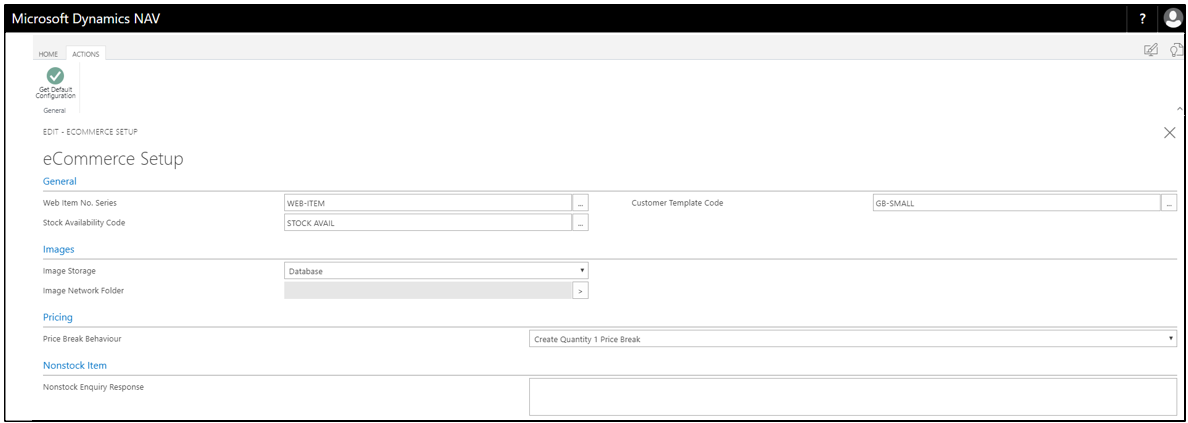 Microsoft Dynamics NAV ?
HOME ACTIONS
Get Default
Configuration
General
EDIT - ECOMMERCE SETUP
eCommerce Setup
General
Web Item No. Series WEB-ITEM ... Customer Template Code GB-SMALL ...
Stock Availability Code STOCK AVAIL ...
Images
Image Storage Database
Image Network Folder >
Pricing
Price Break Behaviour Create Quantity 1 Price Break
Nonstock Item
Nonstock Enquiry Response